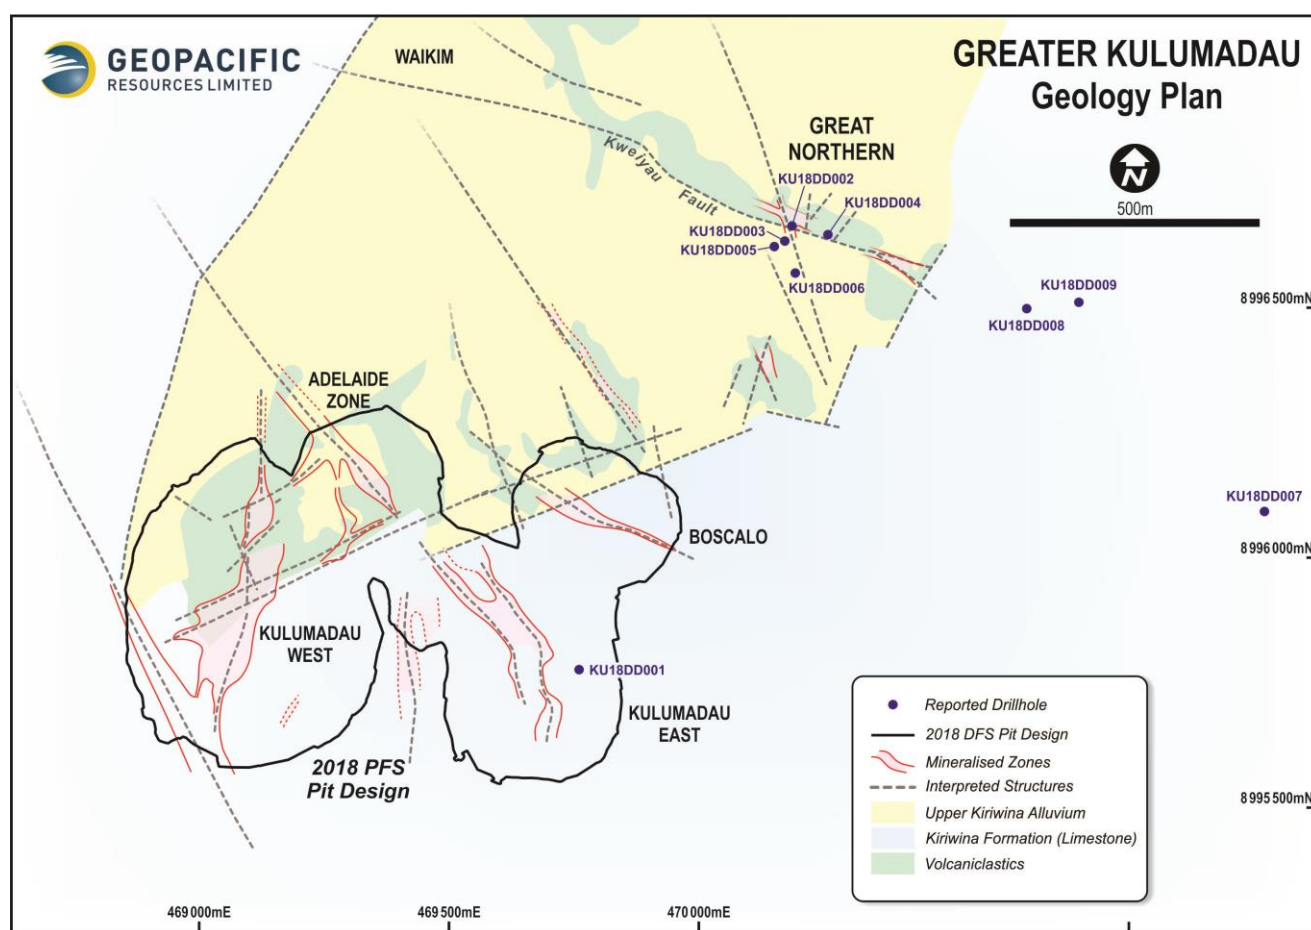 GEOPACIFIC
RESOURCES LIMITED
GREATER KULUMADAU
Geology Plan
N
500m
WAIKIM
GREAT
NORTHERN
Kweiyau
Fault
KU18DD002
KU18DD004
KU18DD003
KU18DD005
KU18DD006
KU18DD009
KU18DD008
8 996 500mN
ADELAIDE
ZONE
KU18DD007
BOSCALO
8 996 000mN
KULUMADAU
WEST
KU18DD001
KULUMADAU
EAST
2018 PFS
Pit Design
Reported Drillhole
2018 DFS Pit Design
Mineralised Zones
Interpreted Structures
Upper Kiriwina Alluvium
Kiriwina Formation (Limestone)
Volcaniclastics
8 995 500mN
469 000mE
469 500mE
470 000mE